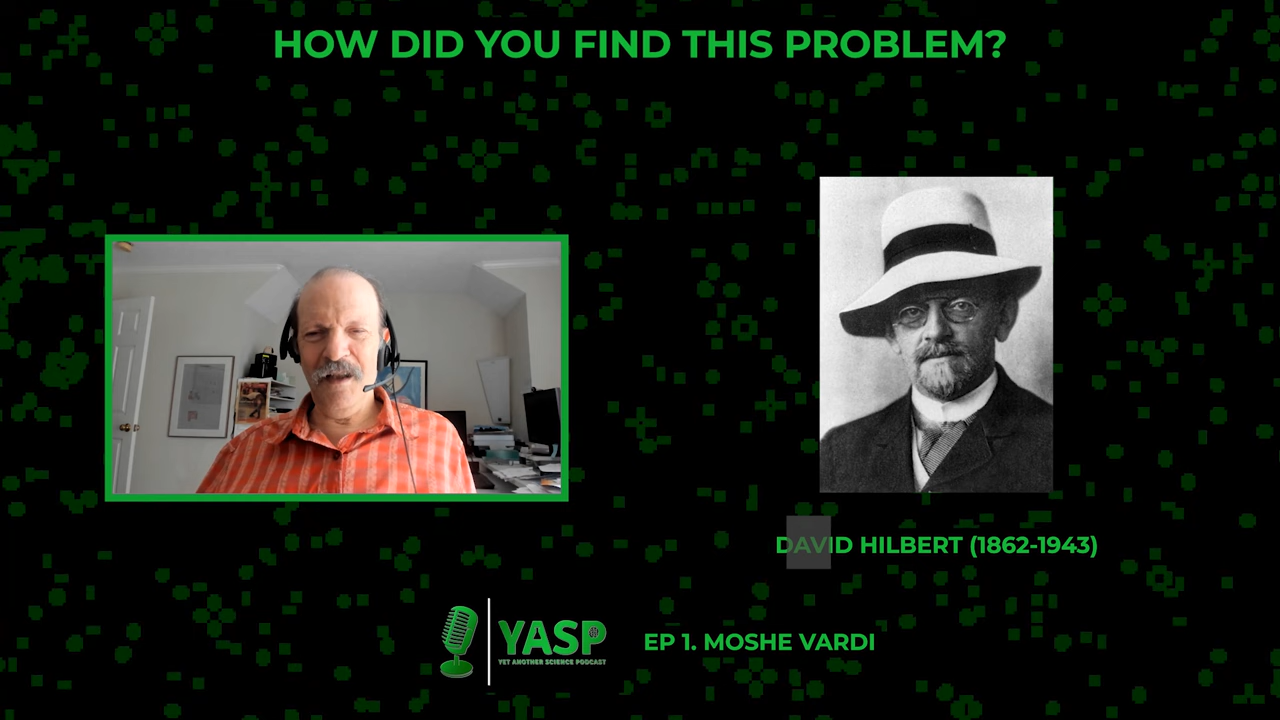 HOW DID YOU FIND THIS PROBLEM?
DAVID HILBERT (1862-1943)
YASP
YET ANOTHER SCIENCE PODCAST
EP 1. MOSHE VARDI